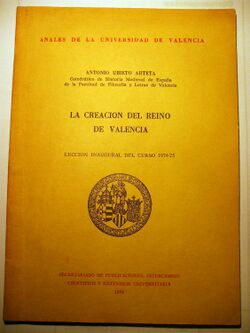 ANALES DE LA UNIVERSIDAD DE VALENCIA
ANTONIO UBIETO ARTETA
Catedrático de Historia Medieval de España
de la Facultad de Filosofía y Letras de Valencia
LA CREACION DEL REINO
DE VALENCIA
LECCION INAUGURAL DEL CURSO 1974/75
SECRETARIADO DE PUBLICACIONES, INTERCAMBIO
CIENTIFICO Y EXTENSION UNIVERSITARIA